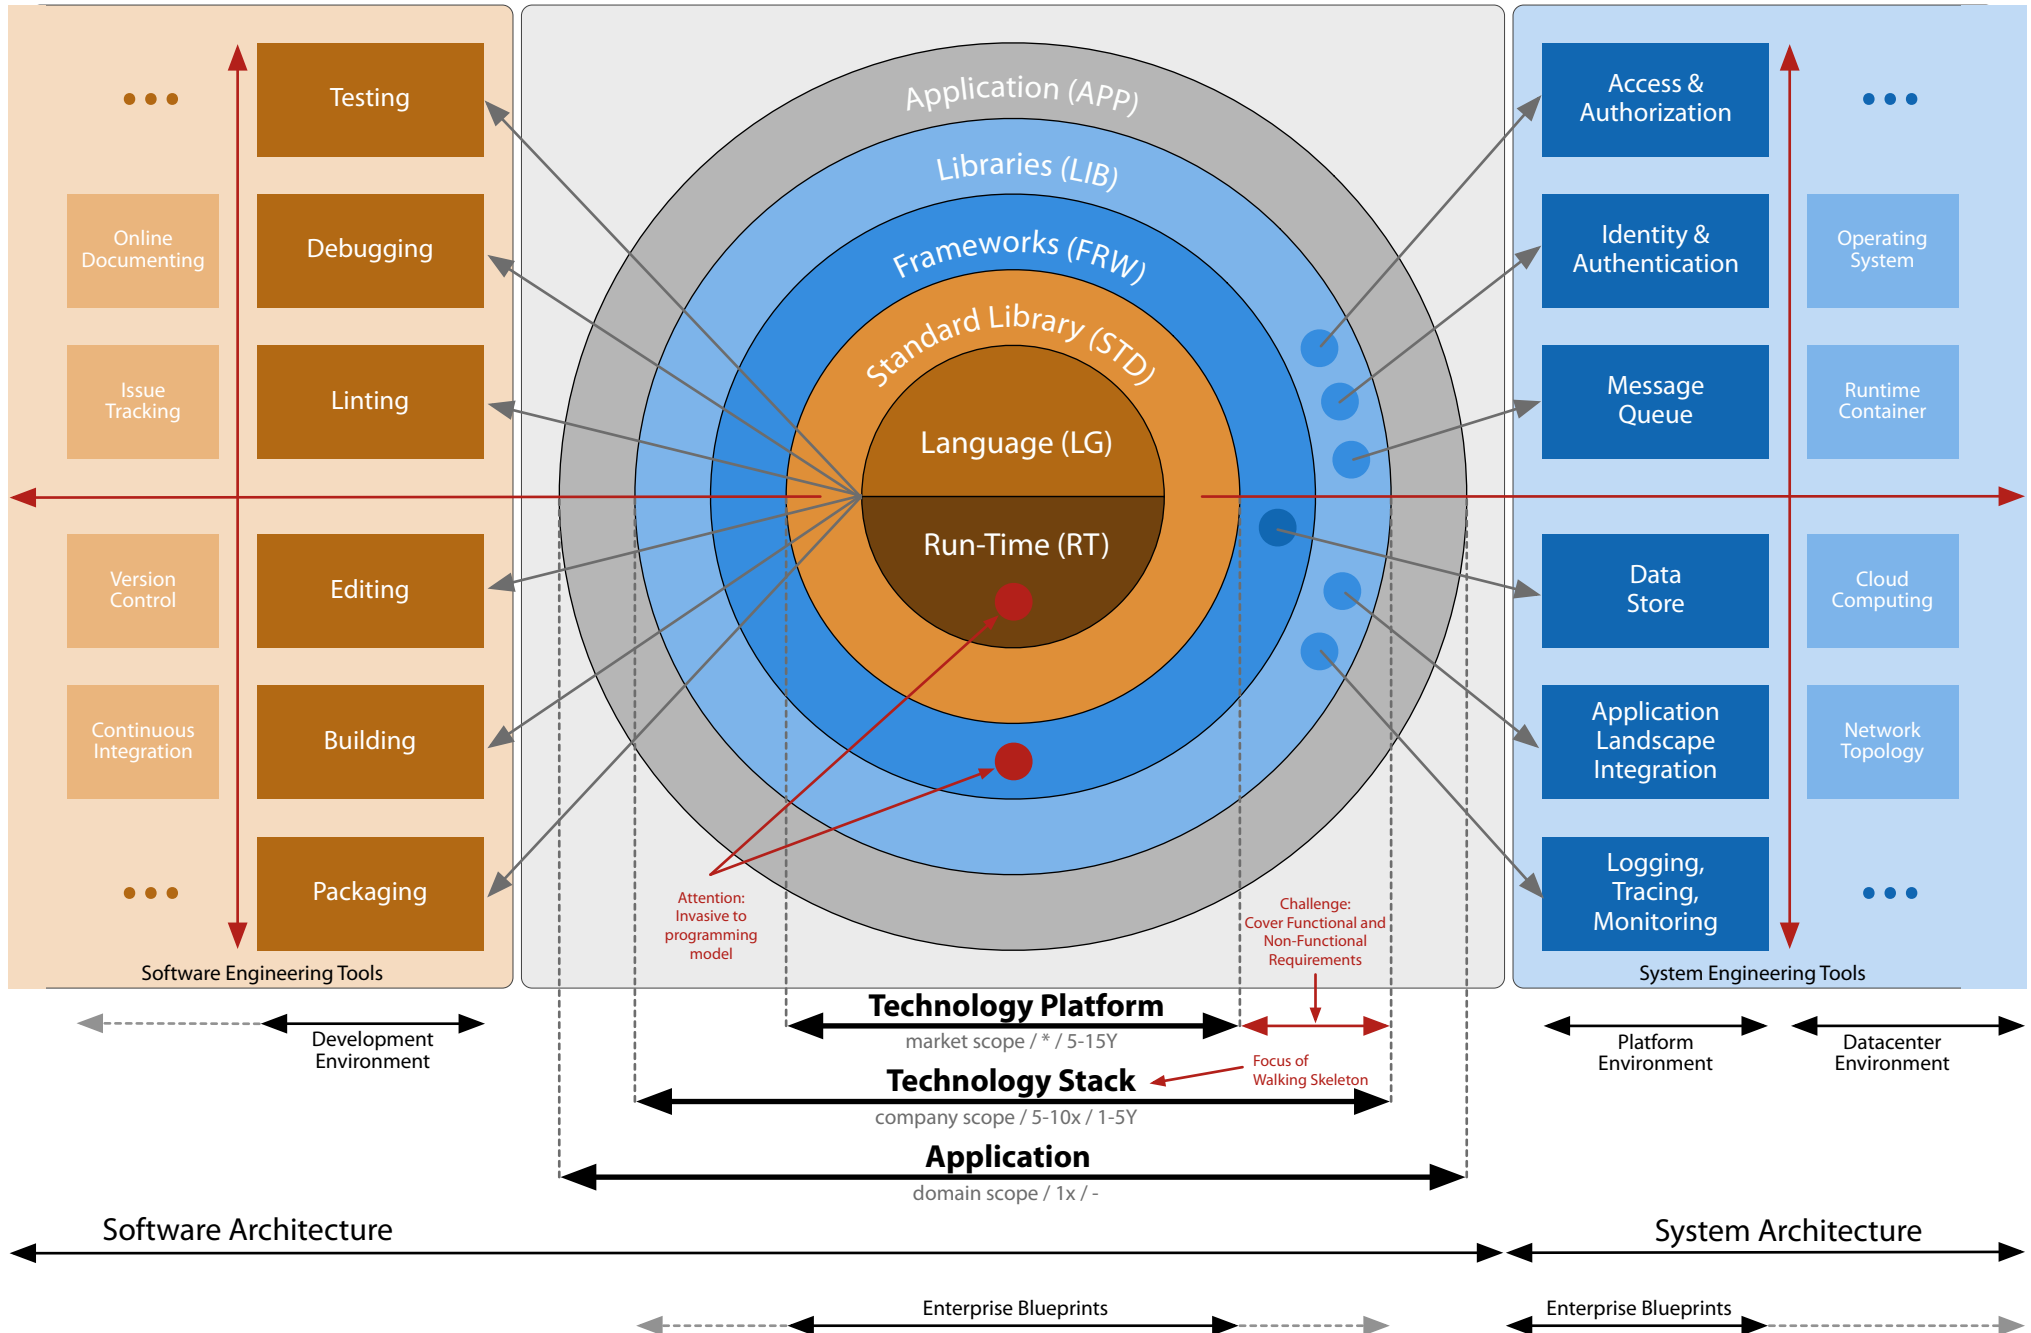 Testing
Online
Documenting
Debugging
Issue
Tracking
Linting
Version
Control
Editing
Continuous
Integration
Building
Packaging
Software Engineering Tools
Application (APP)
Libraries (LIB)
Frameworks (FRW)
Standard Library (STD)
Language (LG)
Run-Time (RT)
Attention:
Invasive to
programming
model
Challenge:
Cover Functional and
Non-Functional
Requirements
Access &
Authorization
Identity &
Authentication
Operating
System
Message
Queue
Runtime
Container
Data
Store
Cloud
Computing
Application
Landscape
Integration
Network
Topology
Logging,
Tracing,
Monitoring
System Engineering Tools
Development
Environment
Technology Platform
market scope / * / 5-15Y
Focus of
Walking Skeleton
Technology Stack
company scope / 5-10x / 1-5Y
Application
domain scope / 1x / -
Platform
Environment
Datacenter
Environment
Software Architecture
System Architecture
Enterprise Blueprints
Enterprise Blueprints